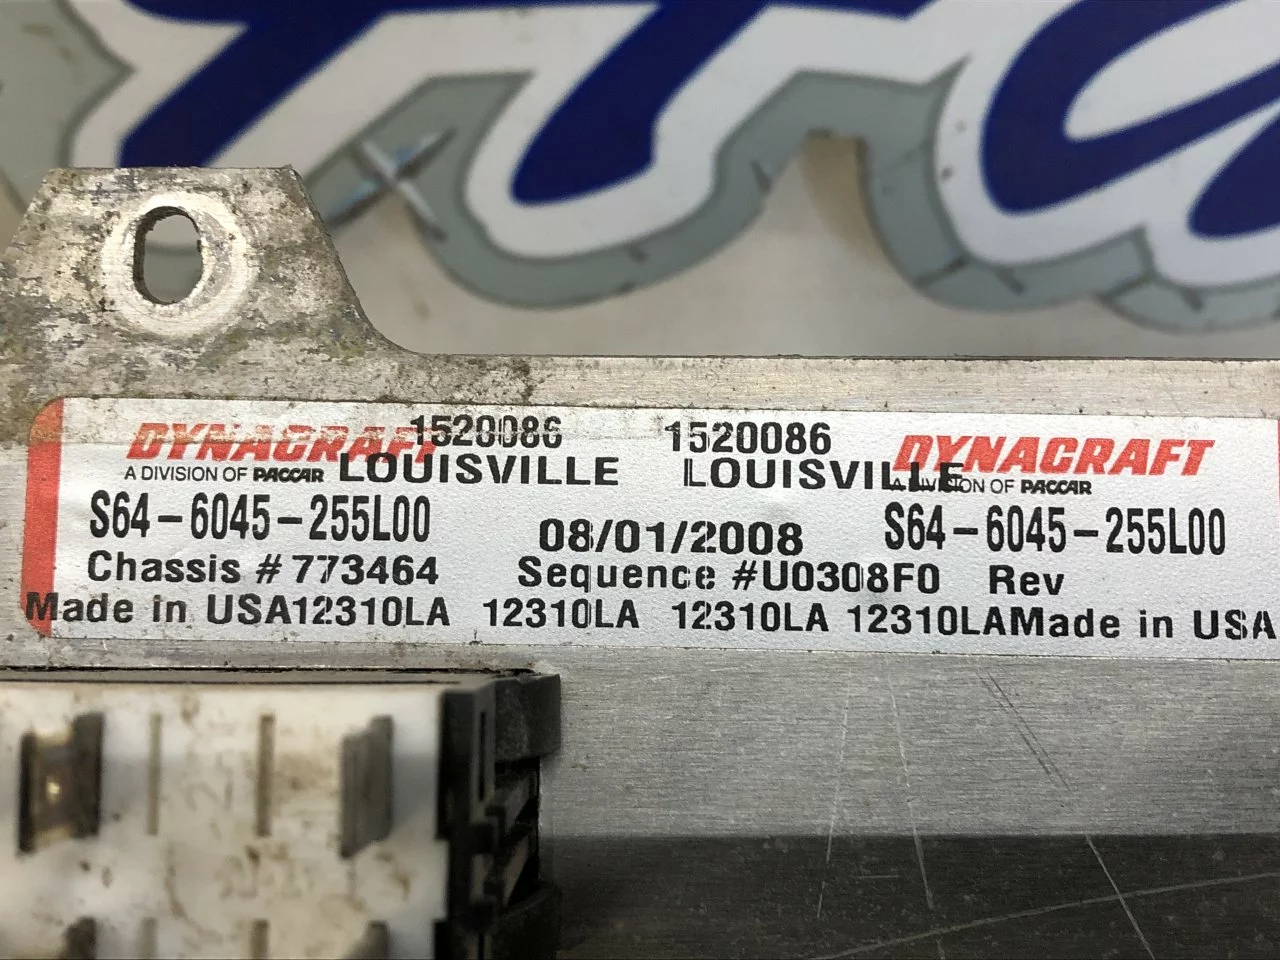 DYNACRAFT 1520086 1520086 DYNACRAFT
A DIVISION OF PACCAR LOUISVILLE LOUISVILLE A DIVISION OF PACCAR
S64-6045-255L00 08/01/2008 S64-6045-255L00
Chassis # 773464 Sequence #U0308F0 Rev
Made in USA12310LA 12310LA 12310LA 12310LAMade in USA